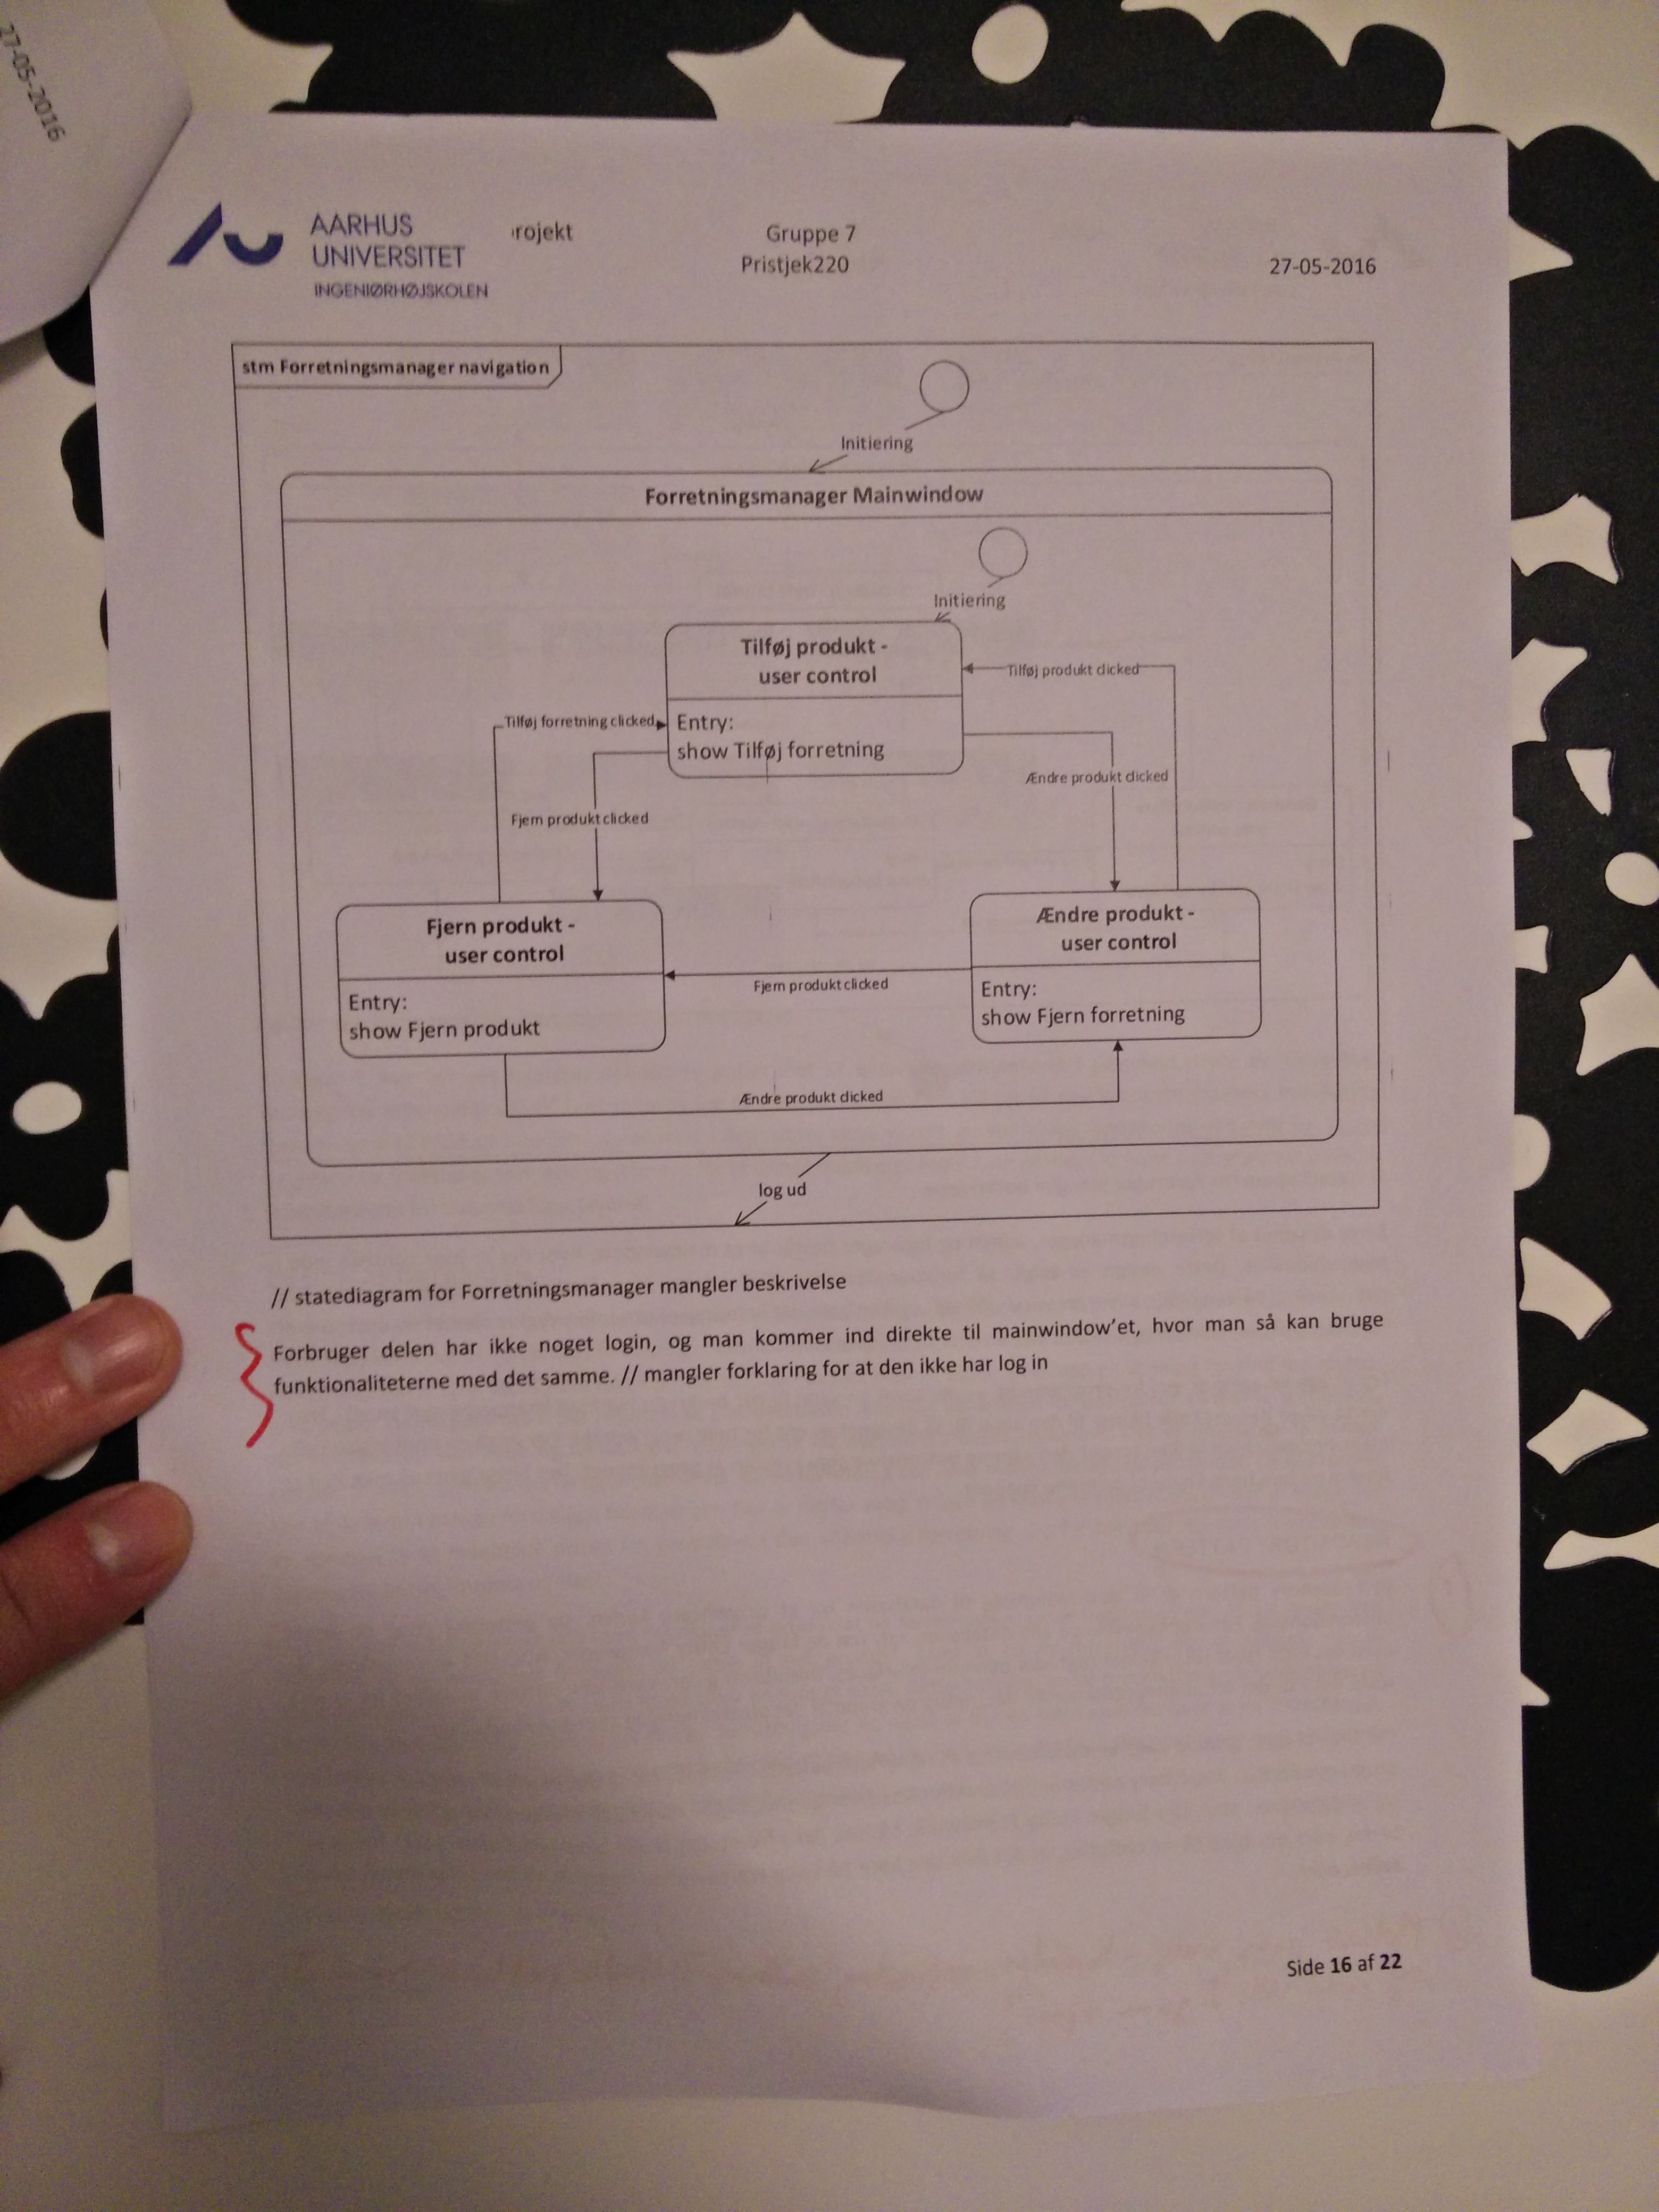 27-05-2016
AARHUS
UNIVERSITET
INGENIØRHØJSKOLEN
rojekt
Gruppe 7
Pristjek220
27-05-2016
stm Forretningsmanager navigation
Initiering
Forretningsmanager Mainwindow
Initiering
Tilføj produkt -
user control
Entry:
show Tilføj forretning
Tilføj produkt clicked
Tilføj forretning clicked
Ændre produkt clicked
Fjern produkt clicked
Fjern produkt -
user control
Entry:
show Fjern produkt
Ændre produkt -
user control
Entry:
show Fjern forretning
Fjern produkt clicked
Ændre produkt clicked
log ud
// statediagram for Forretningsmanager mangler beskrivelse
Forbruger delen har ikke noget login, og man kommer ind direkte til mainwindow’et, hvor man så kan bruge
funktionaliteterne med det samme. // mangler forklaring for at den ikke har log in
Side 16 af 22